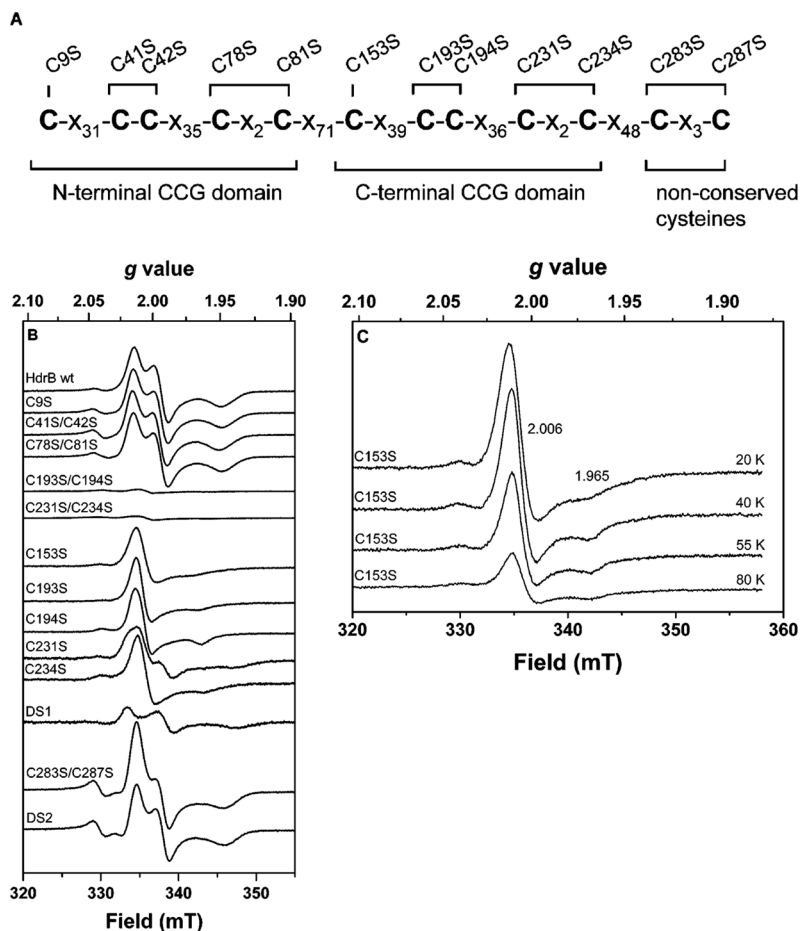 A
C9S C41S C42S C78S C81S C153S C193S C194S C231S C234S C283S C287S
C-x31-C-C-x35-C-x2-C-x71-C-x39-C-C-x36-C-x2-C-x48-C-x3-C
N-terminal CCG domain C-terminal CCG domain non-conserved
cysteines
g value
2.10 2.05 2.00 1.95 1.90
B
HdrB wt
C9S
C41S/C42S
C78S/C81S
C193S/C194S
C231S/C234S
C153S
C193S
C194S
C231S
C234S
DS1
C283S/C287S
DS2
320 330 340 350
Field (mT)
g value
2.10 2.05 2.00 1.95 1.90
C
2.006
C153S 1.965 20 K
C153S 40 K
C153S 55 K
C153S 80 K
320 330 340 350 360
Field (mT)